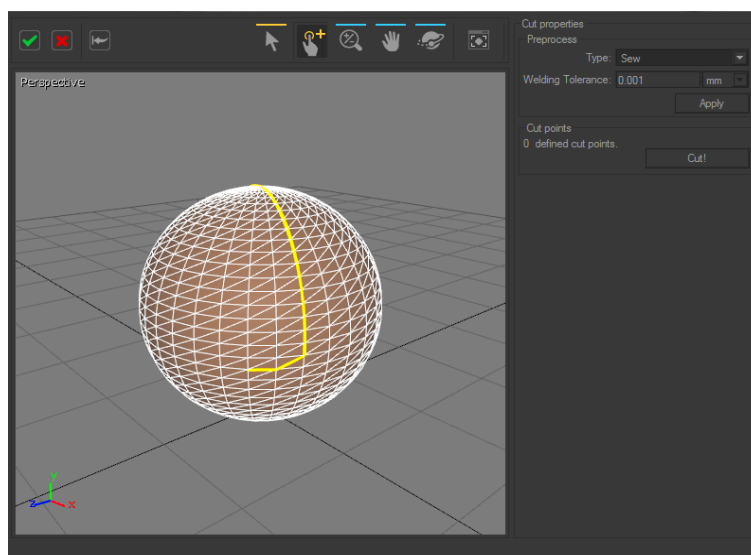 Cut properties
Preprocess
Type: Sew
Welding Tolerance: 0.001 mm
Apply
Cut points
0 defined cut points.
Cut!
Perspective
y
z
x